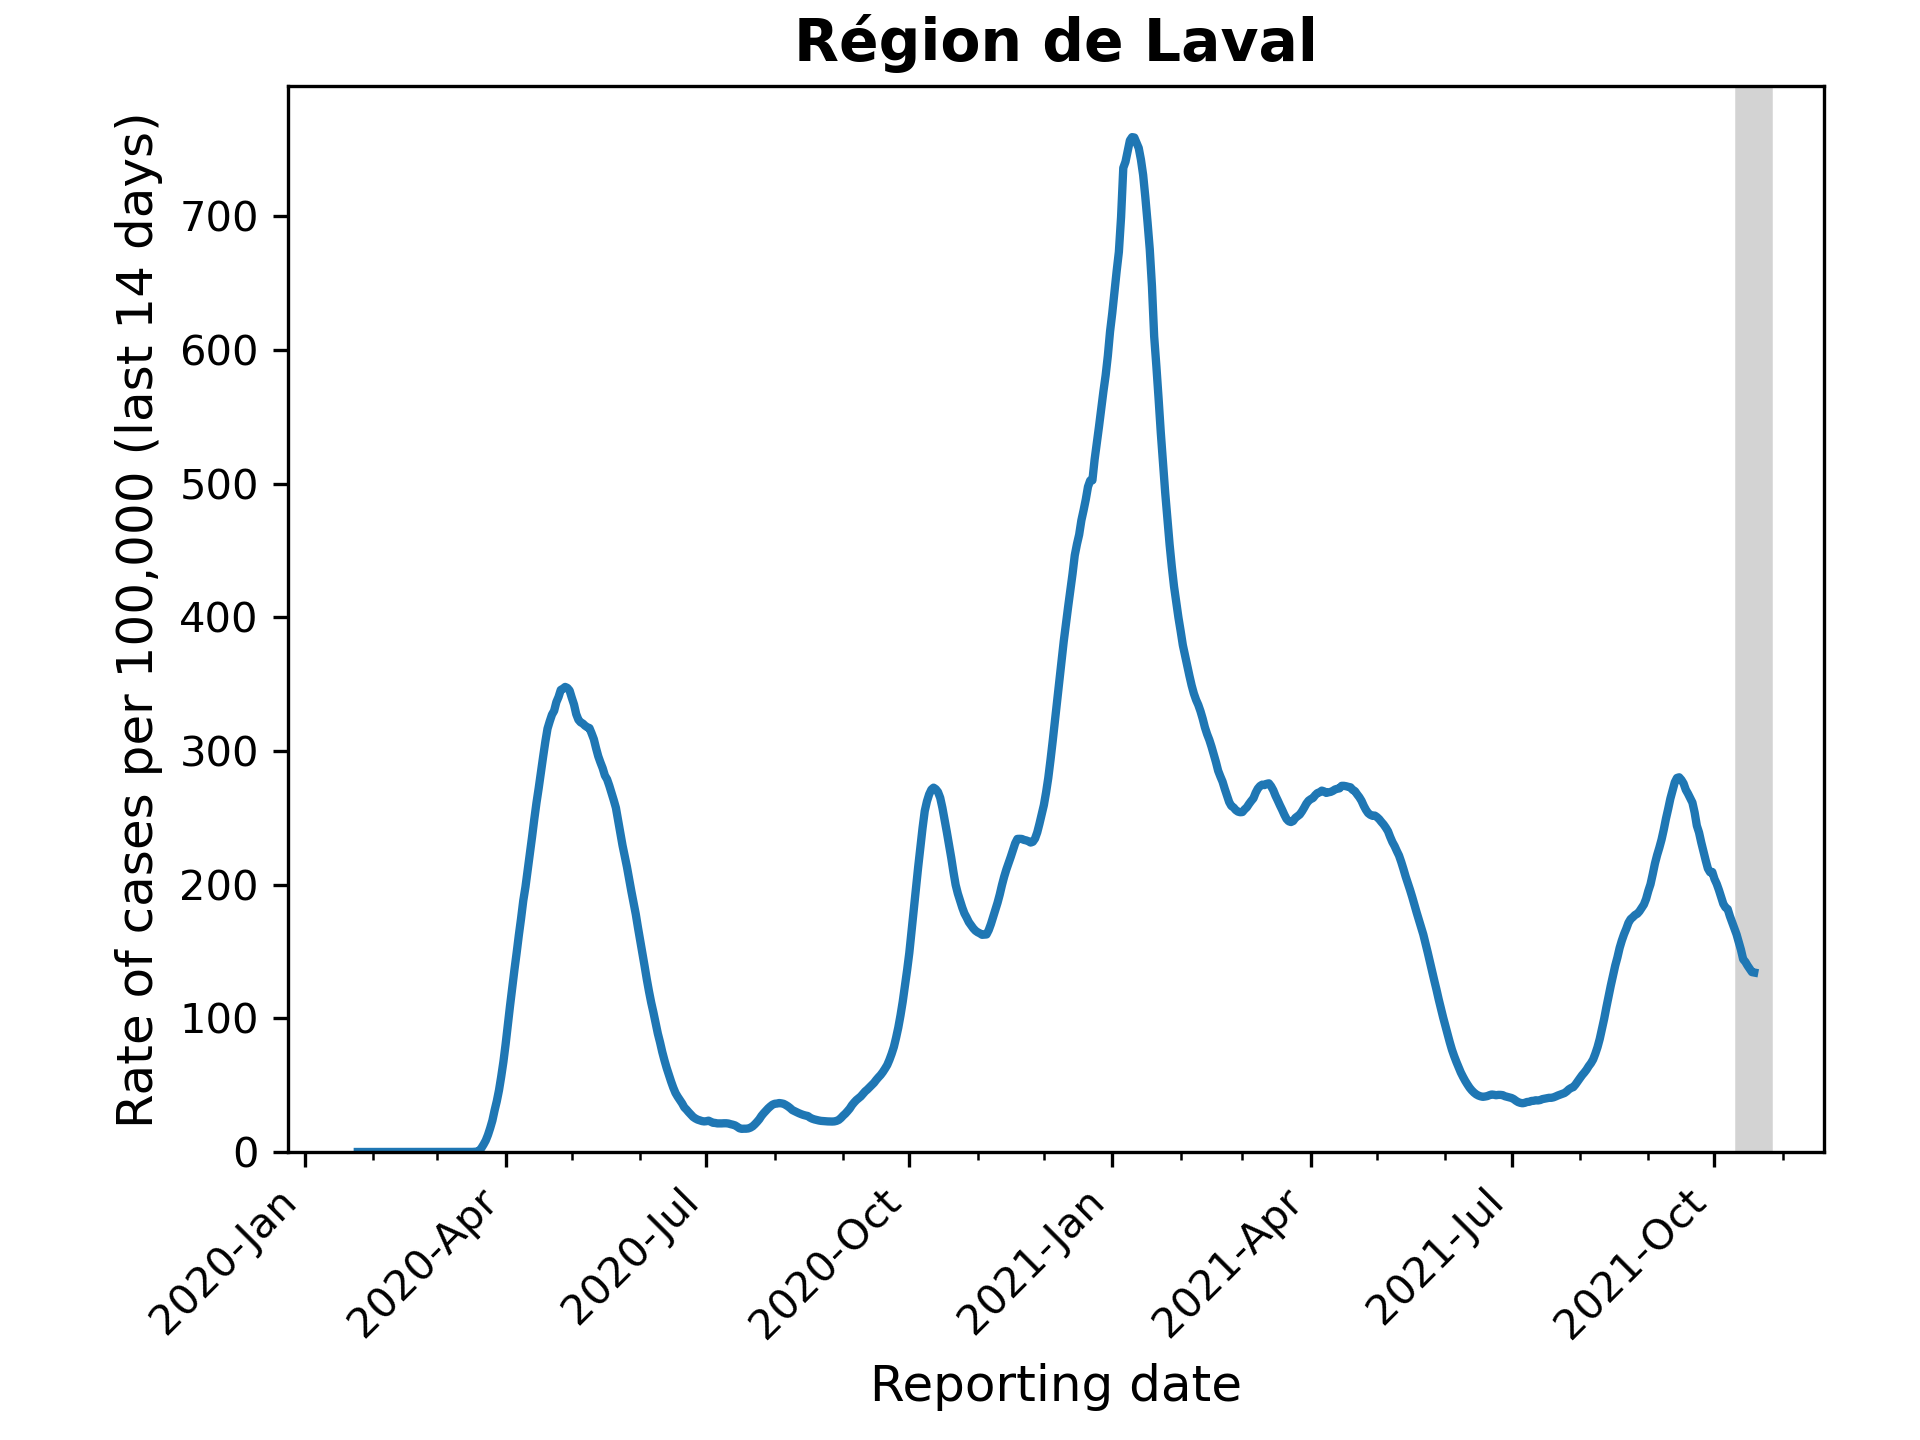 Région de Laval
Rate of cases per 100,000 (last 14 days)
700
600
500
400
300
200
100
0
2020-Jan
2020-Apr
2020-Jul
2020-Oct
2021-Jan
2021-Apr
2021-Jul
2021-Oct
Reporting date